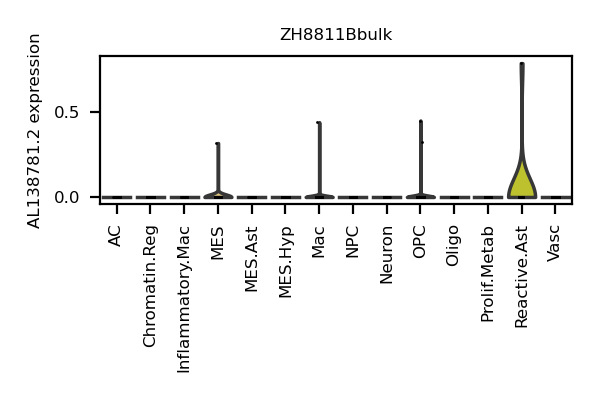 ZH8811Bbulk
AL138781.2 expression
0.5
0.0
AC
Chromatin.Reg
Inflammatory.Mac
MES
MES.Ast
MES.Hyp
Mac
NPC
Neuron
OPC
Oligo
Prolif.Metab
Reactive.Ast
Vasc